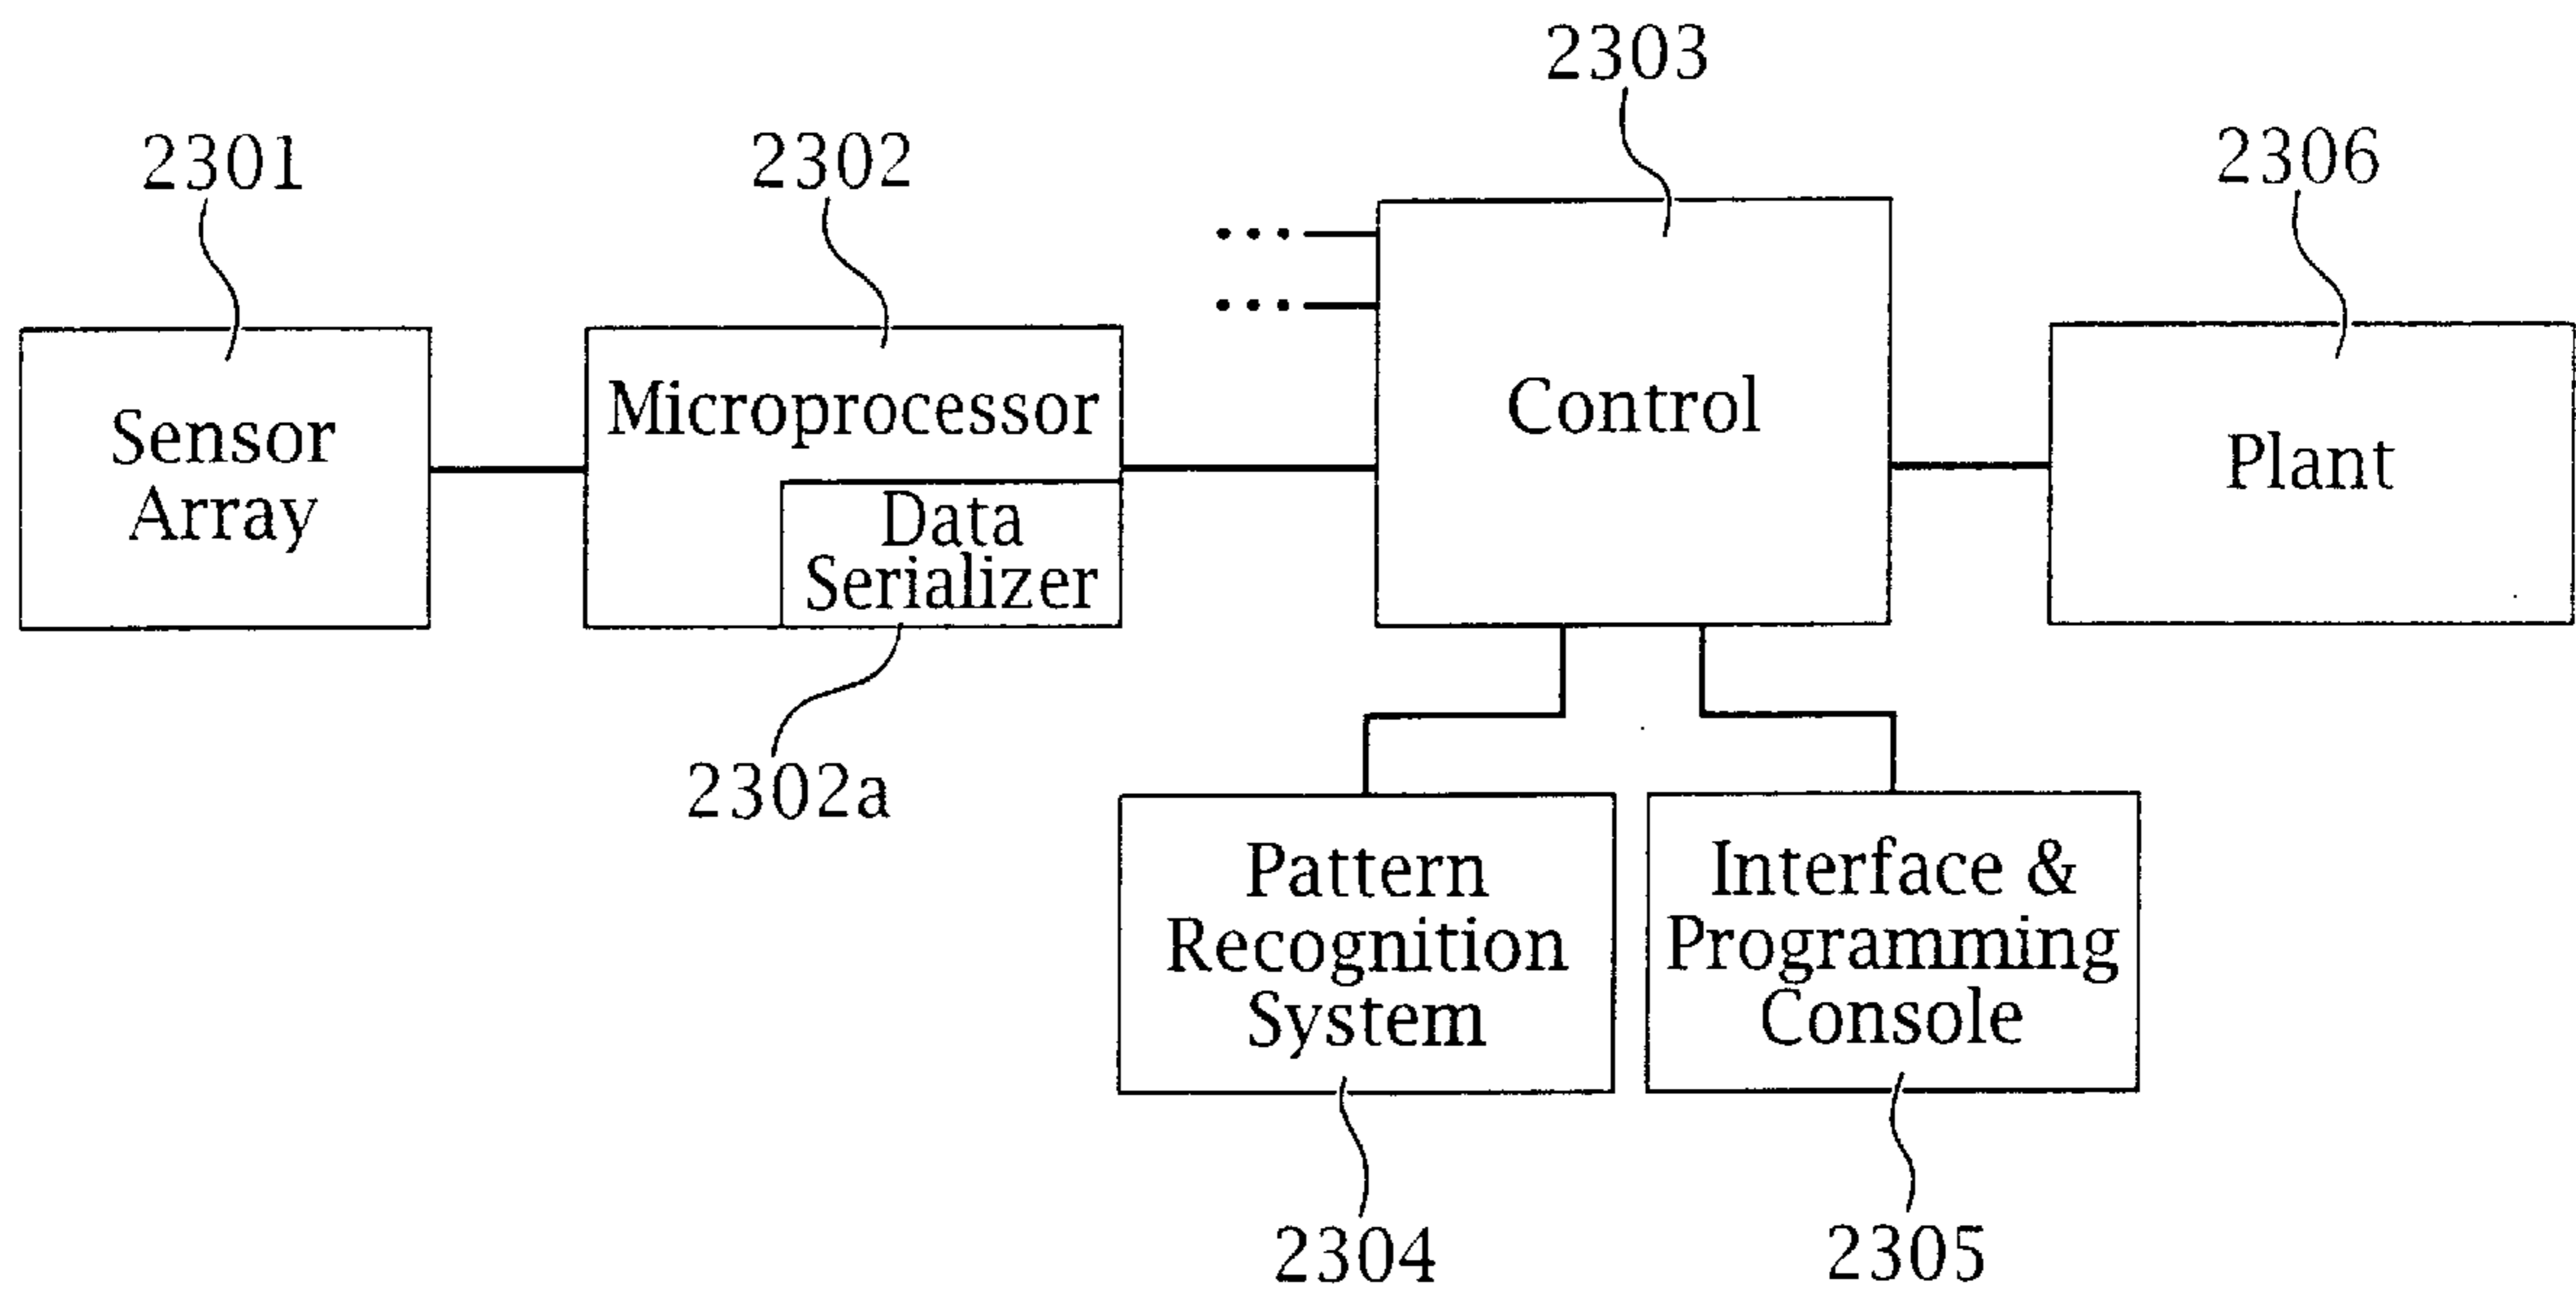 2303
2301
2302
2306
Sensor
Array
Microprocessor
Data
Serializer
Control
Plant
2302a
Pattern
Recognition
System
Interface &
Programming
Console
2304
2305